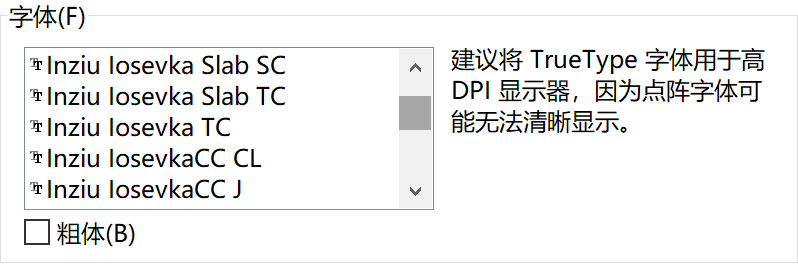 字体(F)
Inziu Iosevka Slab SC
Inziu Iosevka Slab TC
Inziu Iosevka TC
Inziu IosevkaCC CL
Inziu IosevkaCC J
粗体(B)
建议将 TrueType 字体用于高
DPI 显示器，因为点阵字体可
能无法清晰显示。